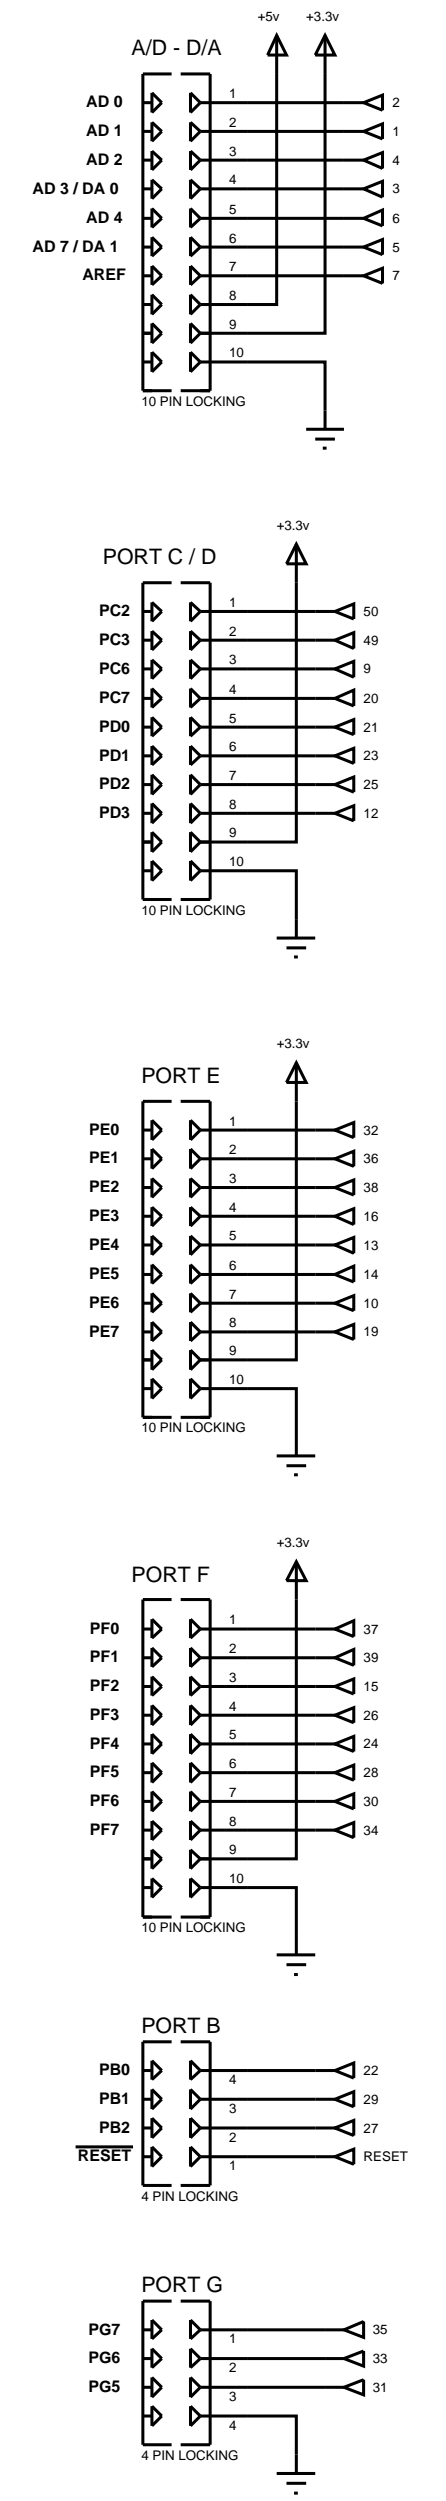 +5v +3.3v
A/D - D/A
AD 0 1 2
AD 1 2 1
AD 2 3 4
AD 3 / DA 0 4 3
AD 4 5 6
AD 7 / DA 1 6 5
AREF 7 7
8
9
10
10 PIN LOCKING
+3.3v
PORT C / D
PC2 1 50
PC3 2 49
PC6 3 9
PC7 4 20
PD0 5 21
PD1 6 23
PD2 7 25
PD3 8 12
9
10
10 PIN LOCKING
+3.3v
PORT E
PE0 1 32
PE1 2 36
PE2 3 38
PE3 4 16
PE4 5 13
PE5 6 14
PE6 7 10
PE7 8 19
9
10
10 PIN LOCKING
+3.3v
PORT F
PF0 1 37
PF1 2 39
PF2 3 15
PF3 4 26
PF4 5 24
PF5 6 28
PF6 7 30
PF7 8 34
9
10
10 PIN LOCKING
PORT B
PB0 4 22
PB1 3 29
PB2 2 27
RESET 1 RESET
4 PIN LOCKING
PORT G
PG7 1 35
PG6 2 33
PG5 3 31
4
4 PIN LOCKING